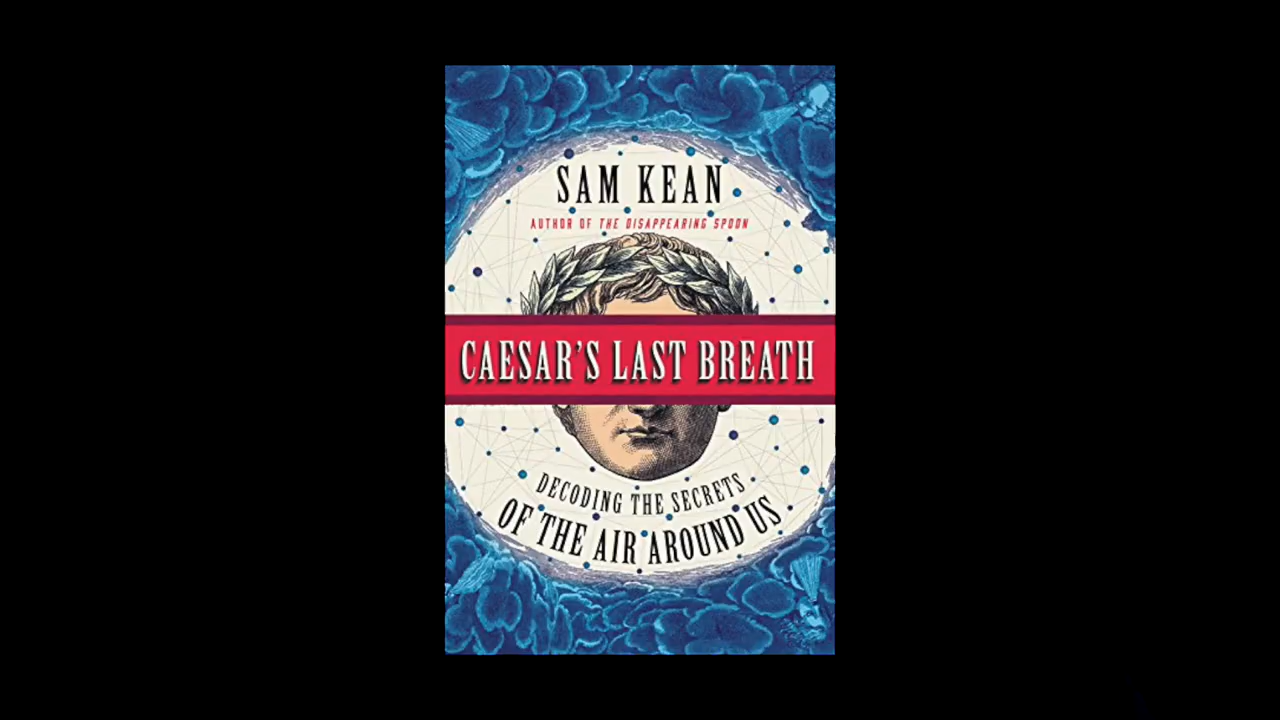 SAM KEAN
AUTHOR OF THE DISAPPEARING SPOON
CAESAR'S LAST BREATH
DECODING THE SECRETS
OF THE AIR AROUND US